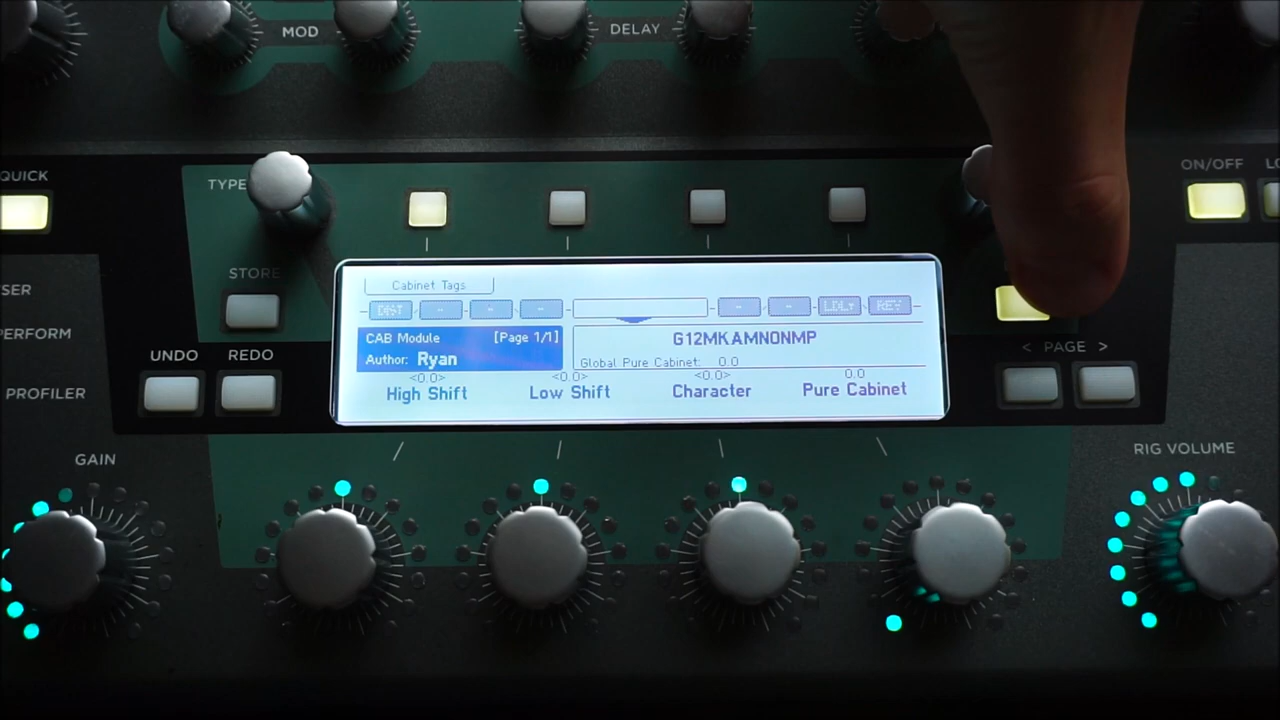 MOD
DELAY
QUICK
TYPE
ON/OFF
STORE
SER
PERFORM
UNDO REDO
PROFILER
Cabinet Tags
CAB Module [Page 1/1]
Author: Ryan
G12MK AMNONMP
Global Pure Cabinet: 0.0
<0.0> <0.0> <0.0> 0.0
High Shift Low Shift Character Pure Cabinet
< PAGE >
GAIN
RIG VOLUME